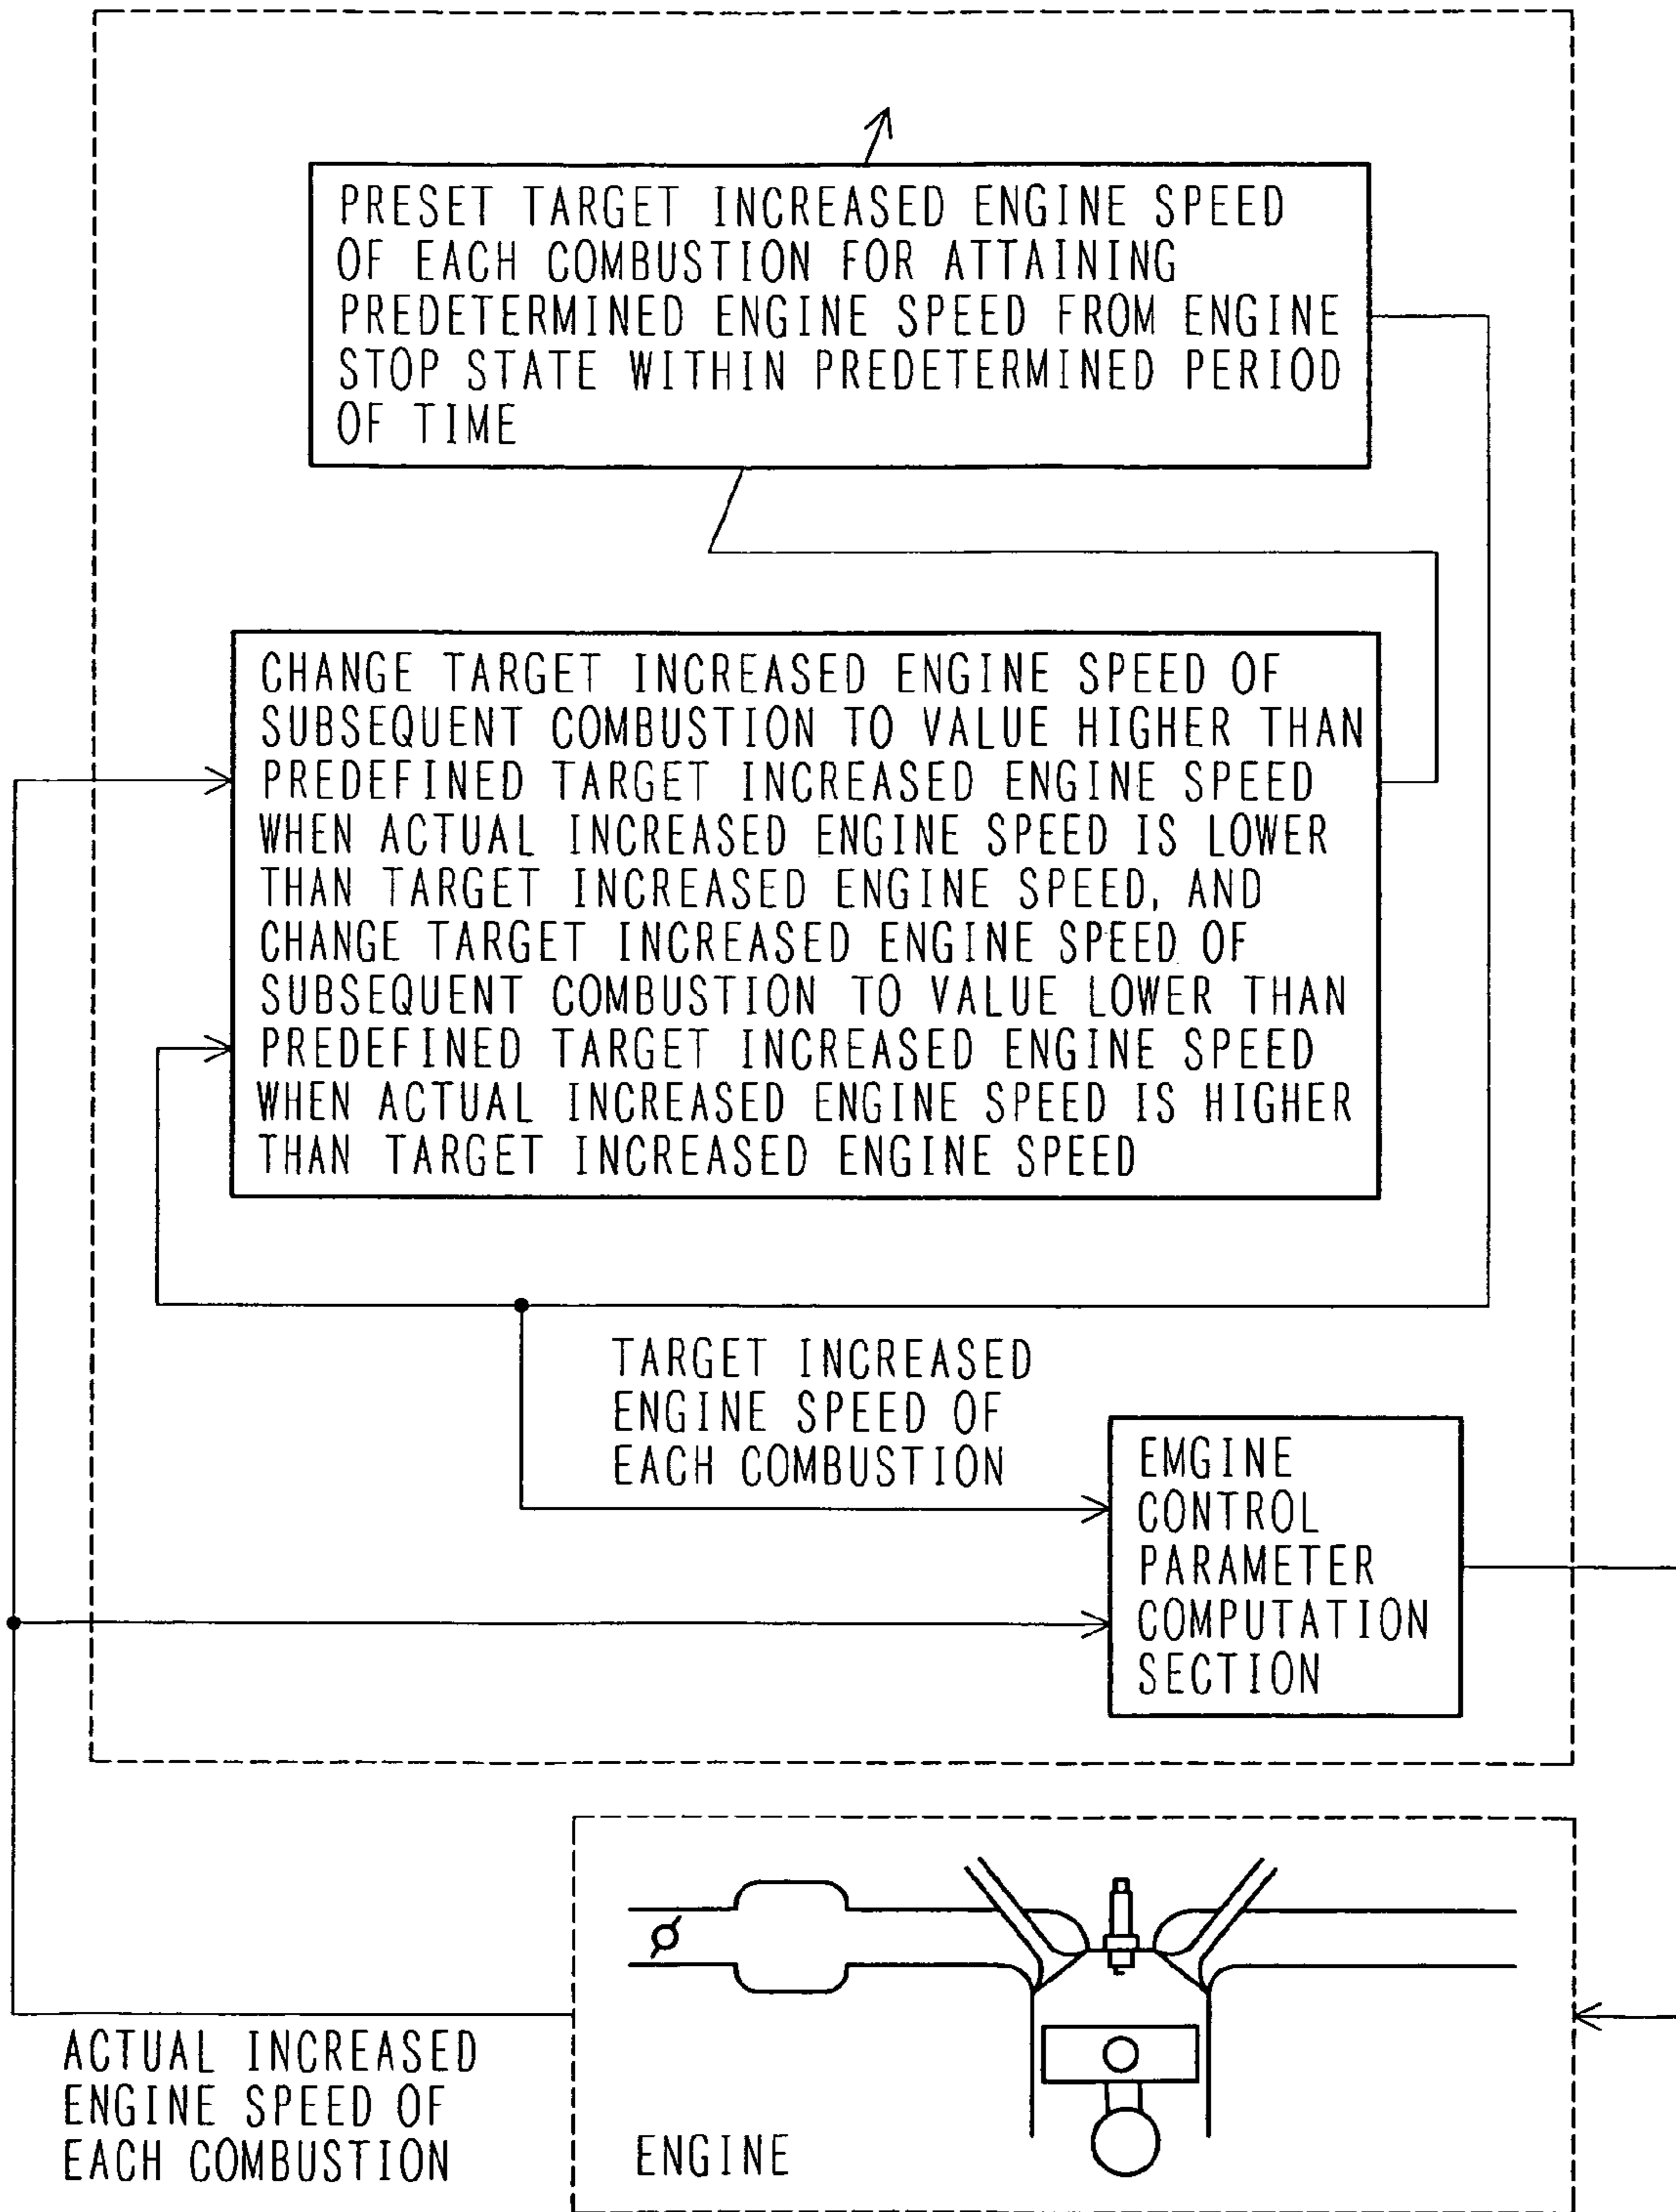 PRESET TARGET INCREASED ENGINE SPEED
OF EACH COMBUSTION FOR ATTAINING
PREDETERMINED ENGINE SPEED FROM ENGINE
STOP STATE WITHIN PREDETERMINED PERIOD
OF TIME
CHANGE TARGET INCREASED ENGINE SPEED OF
SUBSEQUENT COMBUSTION TO VALUE HIGHER THAN
PREDEFINED TARGET INCREASED ENGINE SPEED
WHEN ACTUAL INCREASED ENGINE SPEED IS LOWER
THAN TARGET INCREASED ENGINE SPEED, AND
CHANGE TARGET INCREASED ENGINE SPEED OF
SUBSEQUENT COMBUSTION TO VALUE LOWER THAN
PREDEFINED TARGET INCREASED ENGINE SPEED
WHEN ACTUAL INCREASED ENGINE SPEED IS HIGHER
THAN TARGET INCREASED ENGINE SPEED
TARGET INCREASED
ENGINE SPEED OF
EACH COMBUSTION
EMGINE
CONTROL
PARAMETER
COMPUTATION
SECTION
ACTUAL INCREASED
ENGINE SPEED OF
EACH COMBUSTION
ENGINE